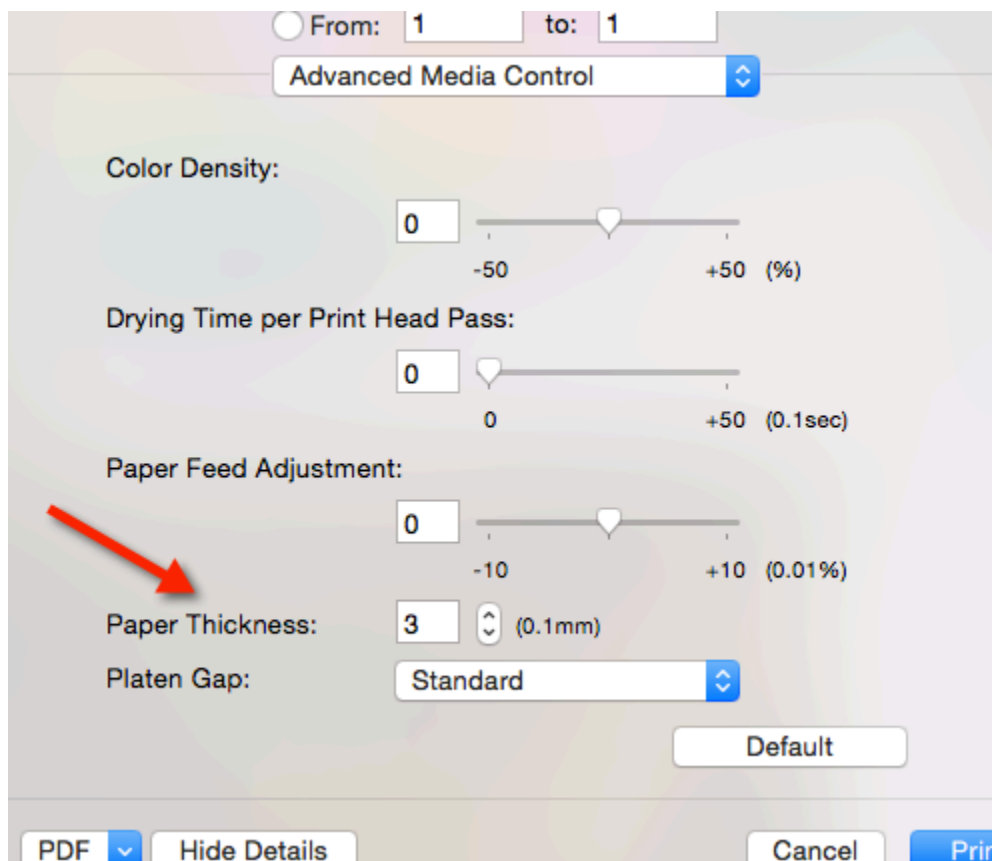 From: 1 to: 1
Advanced Media Control
Color Density:
0
-50 +50 (%)
Drying Time per Print Head Pass:
0
0 +50 (0.1sec)
Paper Feed Adjustment:
0
-10 +10 (0.01%)
Paper Thickness: 3 (0.1mm)
Platen Gap: Standard
Default
PDF Hide Details Cancel